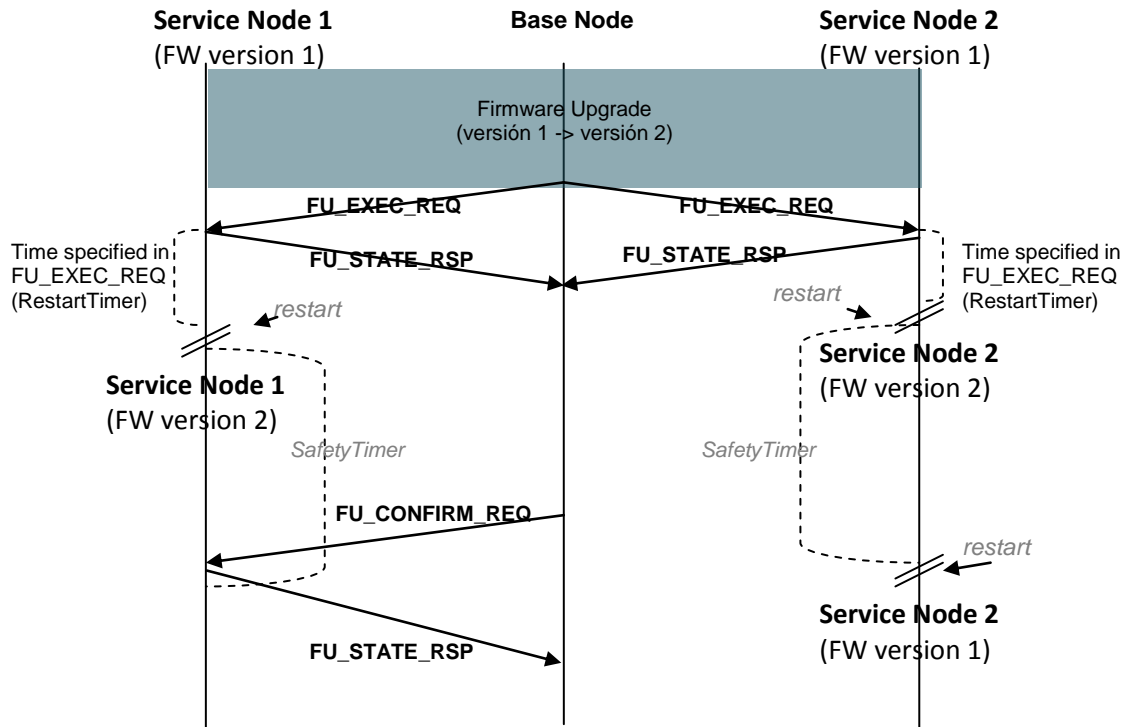 Service Node 1
(FW version 1)
Base Node
Service Node 2
(FW version 1)
Firmware Upgrade
(versión 1 -> versión 2)
FU_EXEC_REQ
FU_EXEC_REQ
Time specified in
FU_EXEC_REQ
(RestartTimer)
FU_STATE_RSP
FU_STATE_RSP
Time specified in
FU_EXEC_REQ
(RestartTimer)
restart
restart
Service Node 1
(FW version 2)
Service Node 2
(FW version 2)
SafetyTimer
SafetyTimer
FU_CONFIRM_REQ
restart
Service Node 2
(FW version 1)
FU_STATE_RSP